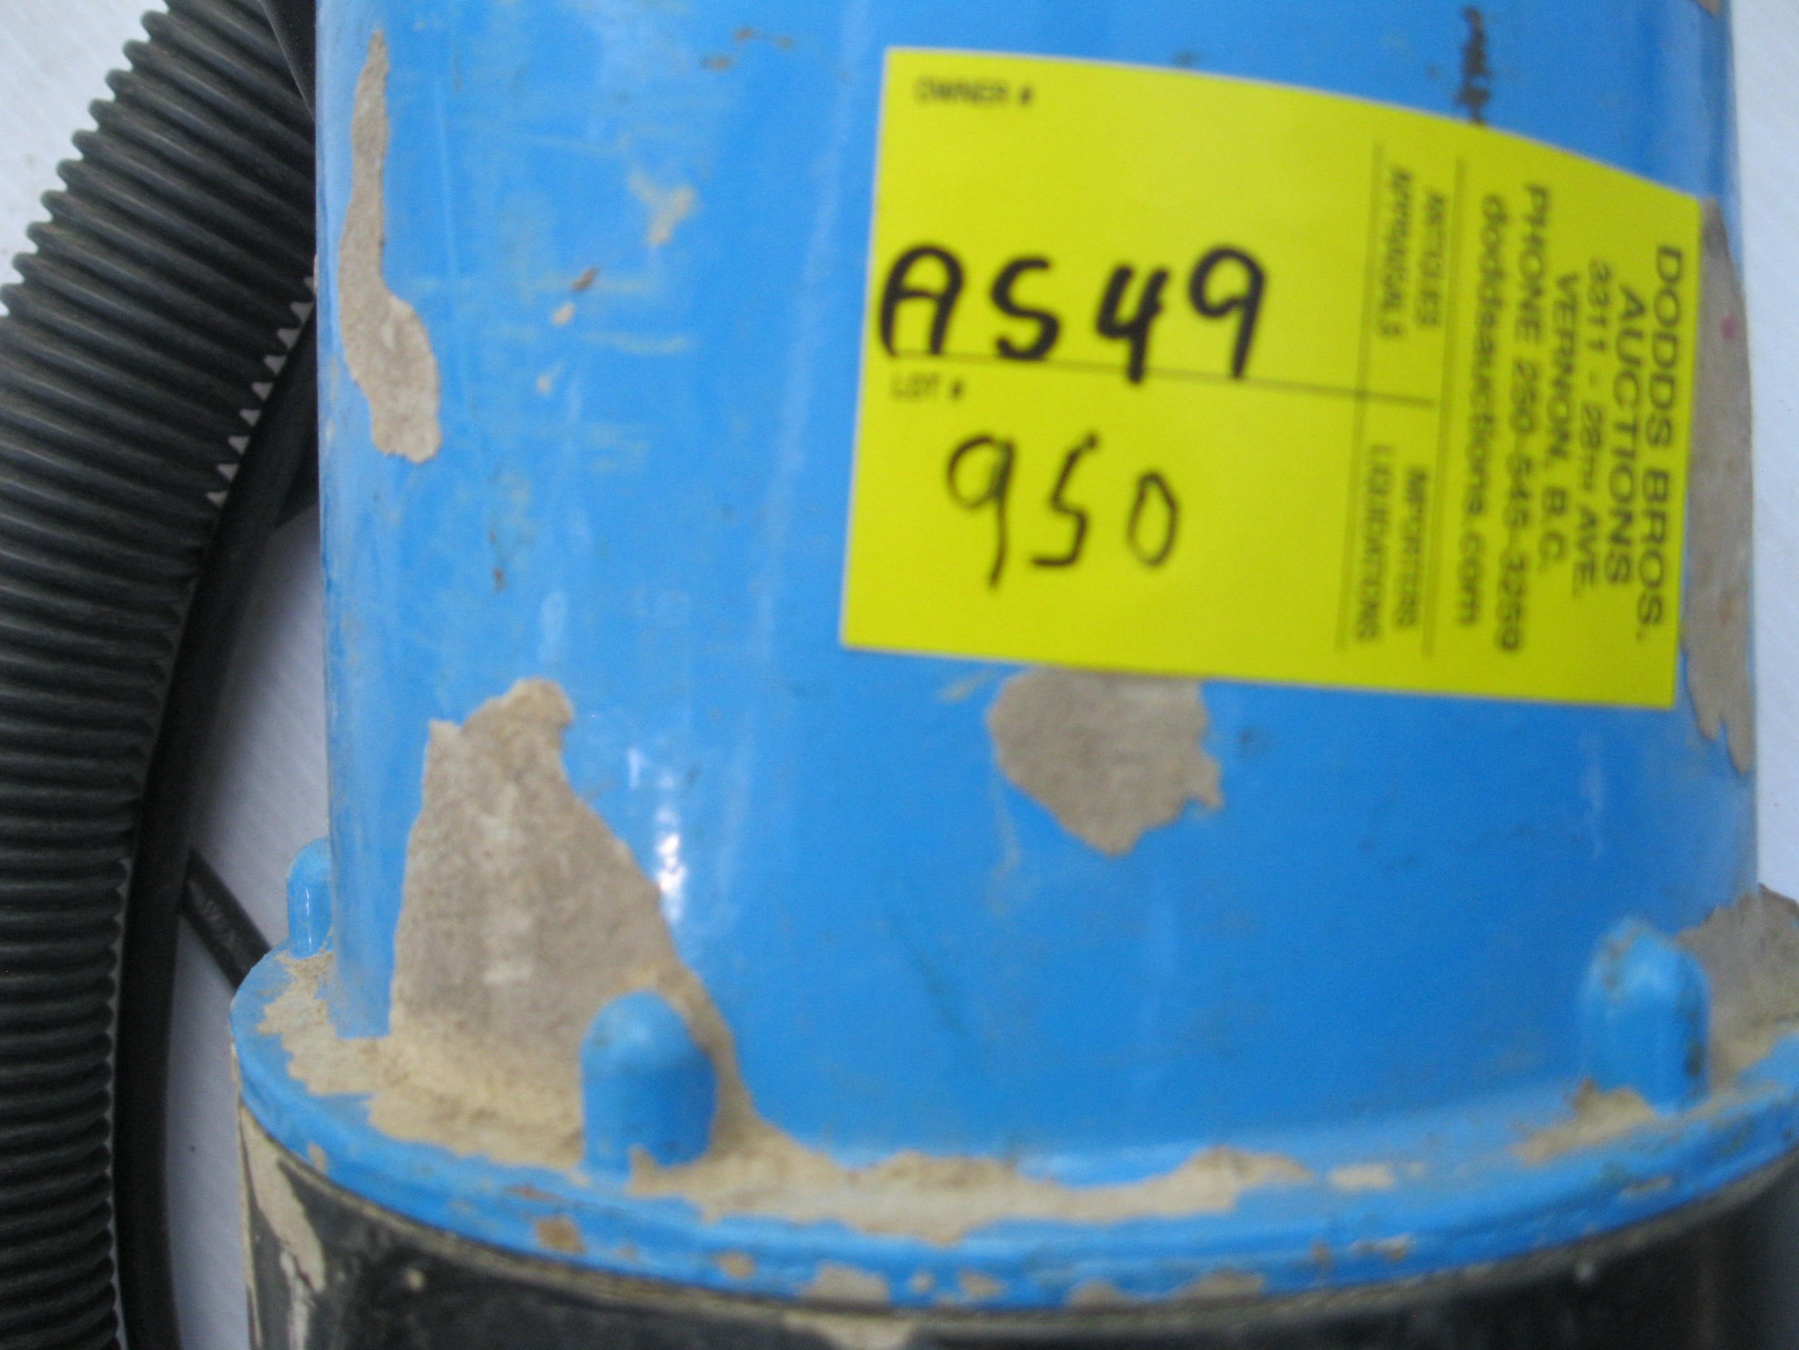 OWNER #
AS49
LOT #
950
DODDS BROS.
AUCTIONS
3311 - 28TH AVE.
VERNON, B.C.
PHONE 250-545-3259
doddsauctions.com
ANTIQUES IMPORTERS
APPRAISALS LIQUIDATIONS